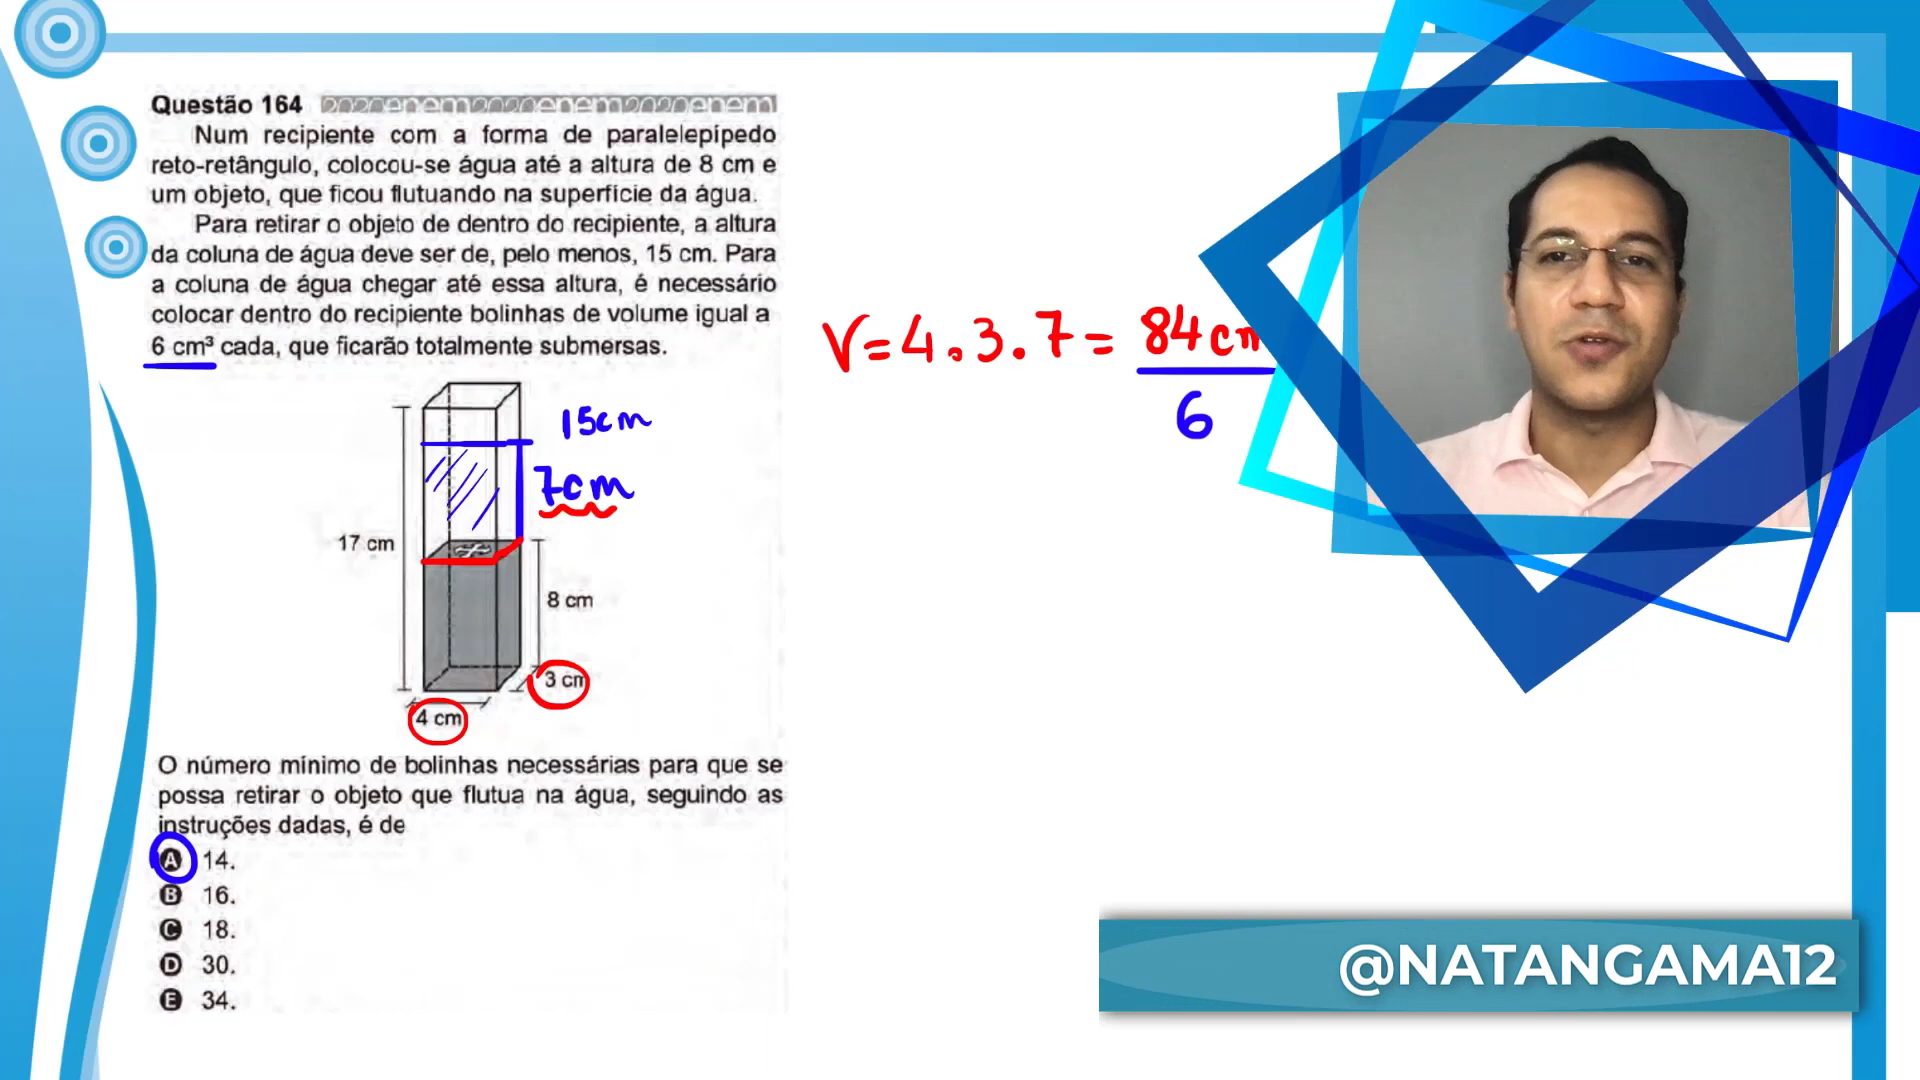 Questão 164 2020enem2020enem2020enem
Num recipiente com a forma de paralelepípedo
reto-retângulo, colocou-se água até a altura de 8 cm e
um objeto, que ficou flutuando na superfície da água.
Para retirar o objeto de dentro do recipiente, a altura
da coluna de água deve ser de, pelo menos, 15 cm. Para
a coluna de água chegar até essa altura, é necessário
colocar dentro do recipiente bolinhas de volume igual a
6 cm³ cada, que ficarão totalmente submersas.
V=4.3.7= 84cm
6
15cm
7cm
17 cm
8 cm
3 cm
4 cm
O número mínimo de bolinhas necessárias para que se
possa retirar o objeto que flutua na água, seguindo as
instruções dadas, é de
A 14.
B 16.
C 18.
D 30.
E 34.
@NATANGAMA12